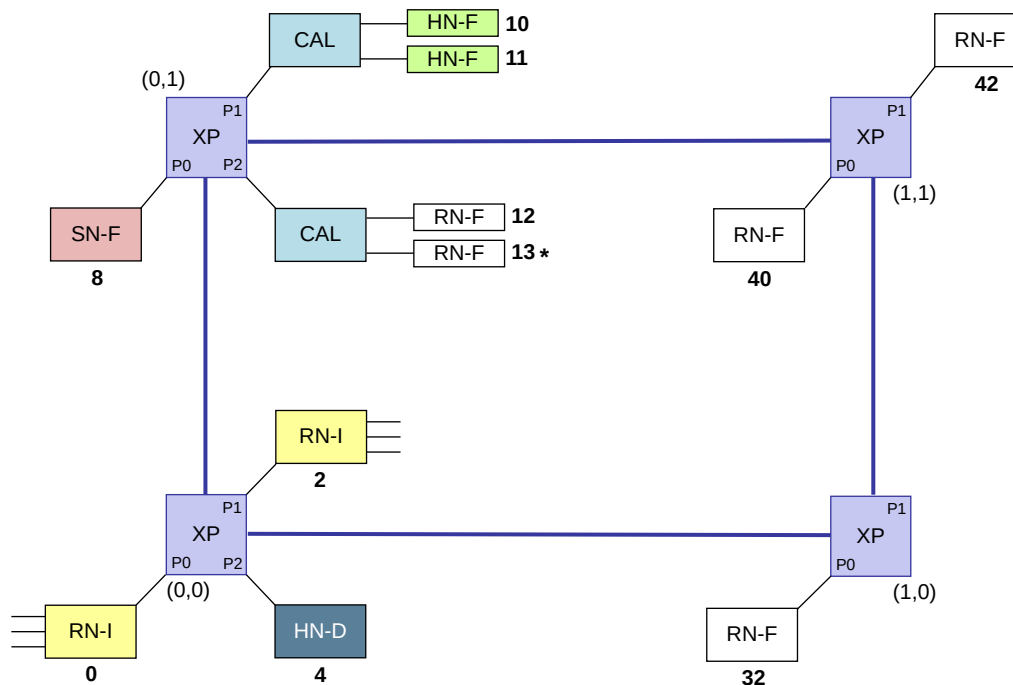 CAL
HN-F 10
HN-F 11
RN-F
42
(0,1)
P1
XP
P0 P2
P1
XP
P0
(1,1)
SN-F
8
CAL
RN-F 12
RN-F 13 *
RN-F
40
RN-I
2
P1
XP
P0 P2
(0,0)
P1
XP
P0
(1,0)
RN-I
0
HN-D
4
RN-F
32